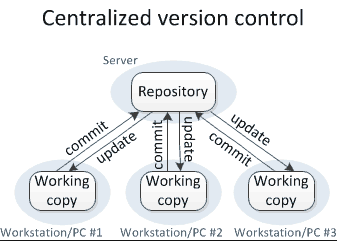 Centralized version control
Server
Repository
commit
update
commit
update
update
commit
Working
copy
Working
copy
Working
copy
Workstation/PC #1
Workstation/PC #2
Workstation/PC #3